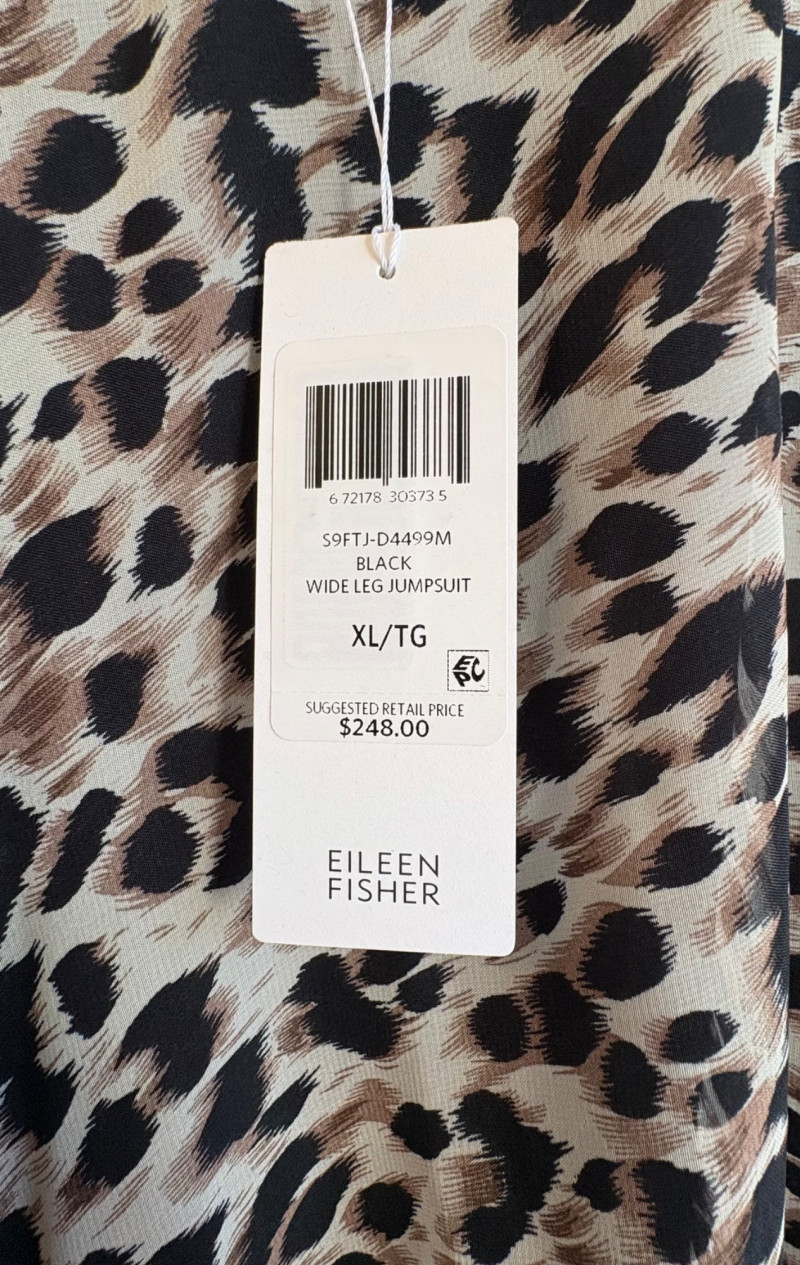 6 72178 30373 5
S9FTJ-D4499M
BLACK
WIDE LEG JUMPSUIT
XL/TG
EPC
SUGGESTED RETAIL PRICE
$248.00
EILEEN
FISHER